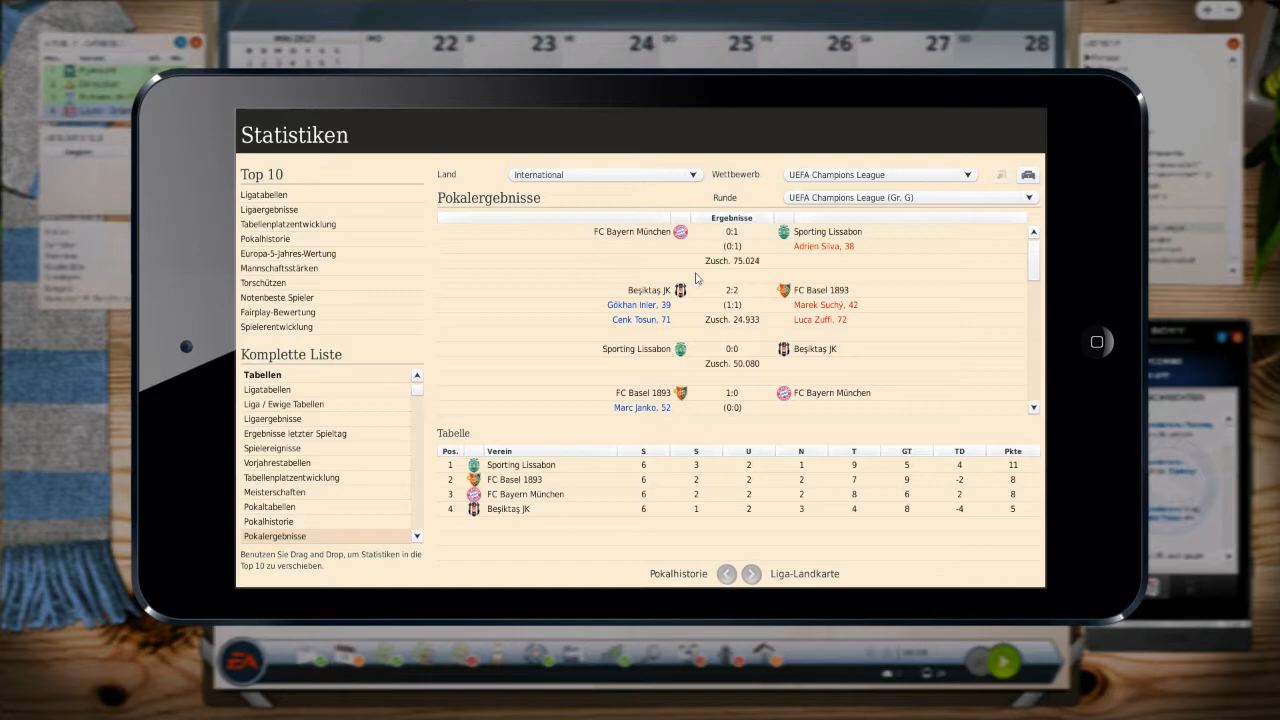 MAI 2021 22 23 24 25 26 27 28
Statistiken
Top 10
Ligatabellen
Ligaergebnisse
Tabellenplatzentwicklung
Pokalhistorie
Europa-5-Jahres-Wertung
Mannschaftsstärken
Torschützen
Notenbeste Spieler
Fairplay-Bewertung
Spielerentwicklung
Komplette Liste
Tabellen
Ligatabellen
Liga / Ewige Tabellen
Ligaergebnisse
Ergebnisse letzter Spieltag
Spielereignisse
Vorjahrestabellen
Tabellenplatzentwicklung
Meisterschaften
Pokaltabellen
Pokalhistorie
Pokalergebnisse
Benutzen Sie Drag and Drop, um Statistiken in die
Top 10 zu verschieben.
Land International Wettbewerb UEFA Champions League
Pokalergebnisse Runde UEFA Champions League (Gr. G)
Ergebnisse
FC Bayern München 0:1 Sporting Lissabon
(0:1) Adrien Silva, 38
Zusch. 75.024
Beşiktaş JK 2:2 FC Basel 1893
Gökhan Inler, 39 (1:1) Marek Suchý, 42
Cenk Tosun, 71 Zusch. 24.933 Luca Zuffi, 72
Sporting Lissabon 0:0 Beşiktaş JK
Zusch. 50.080
FC Basel 1893 1:0 FC Bayern München
Marc Janko, 52 (0:0)
Tabelle
Pos. Verein S S U N T GT TD Pkte
1 Sporting Lissabon 6 3 2 1 9 5 4 11
2 FC Basel 1893 6 2 2 2 7 9 -2 8
3 FC Bayern München 6 2 2 2 8 6 2 8
4 Beşiktaş JK 6 1 2 3 4 8 -4 5
Pokalhistorie Liga-Landkarte
EA